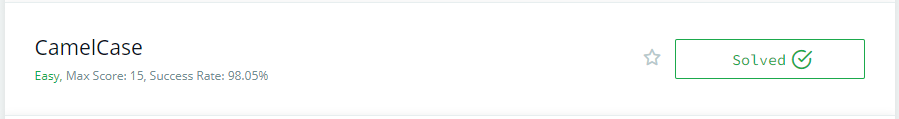 CamelCase
Easy, Max Score: 15, Success Rate: 98.05%
Solved